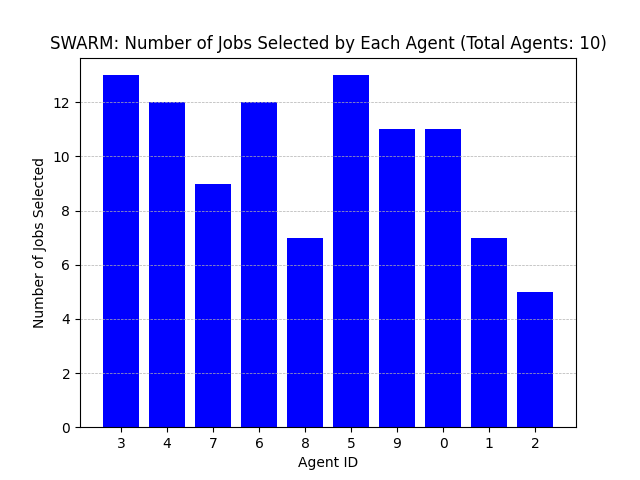 SWARM: Number of Jobs Selected by Each Agent (Total Agents: 10)
12
10
8
6
4
2
0
Number of Jobs Selected
3 4 7 6 8 5 9 0 1 2
Agent ID